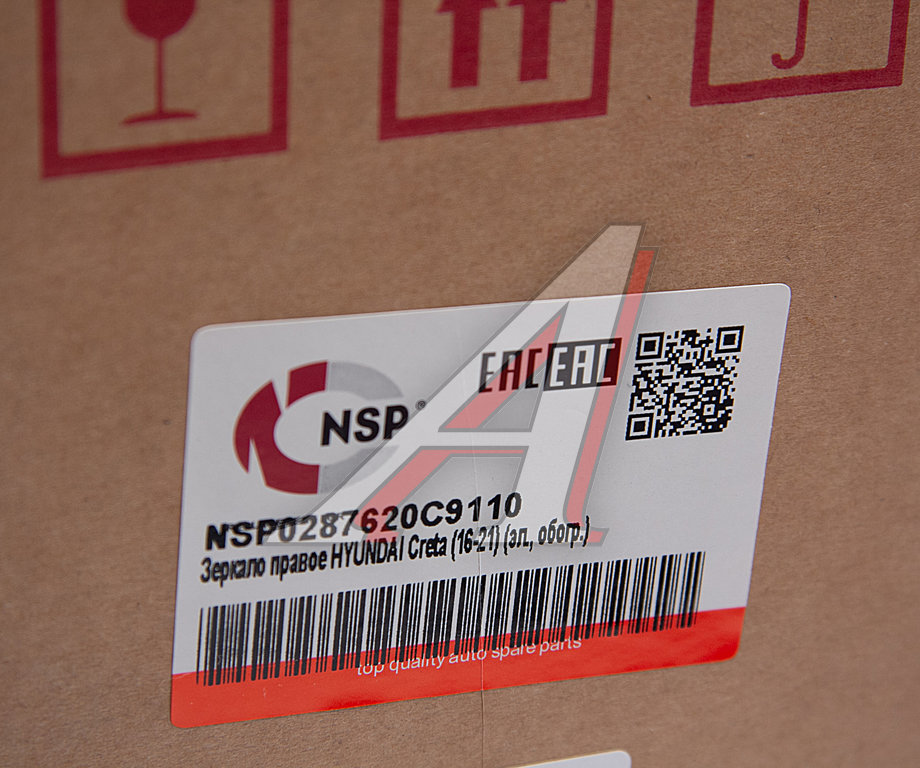 NSP®
EAC EAC
NSP0287620C9110
Зеркало правое HYUNDAI Creta (16-21) (эл., обогр.)
top quality auto spare parts